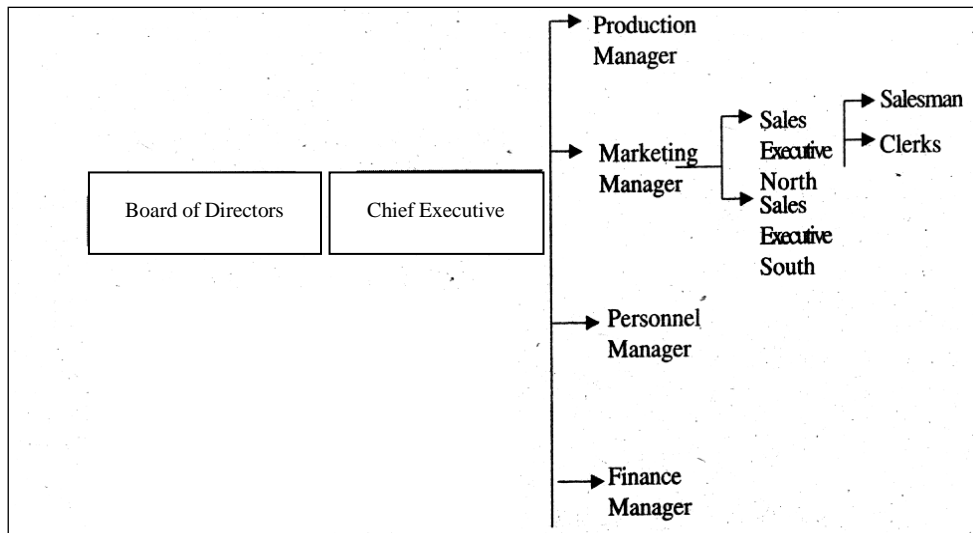 Board of Directors
Chief Executive
Production
Manager
Marketing
Manager
Sales
Executive
North
Sales
Executive
South
Salesman
Clerks
Personnel
Manager
Finance
Manager